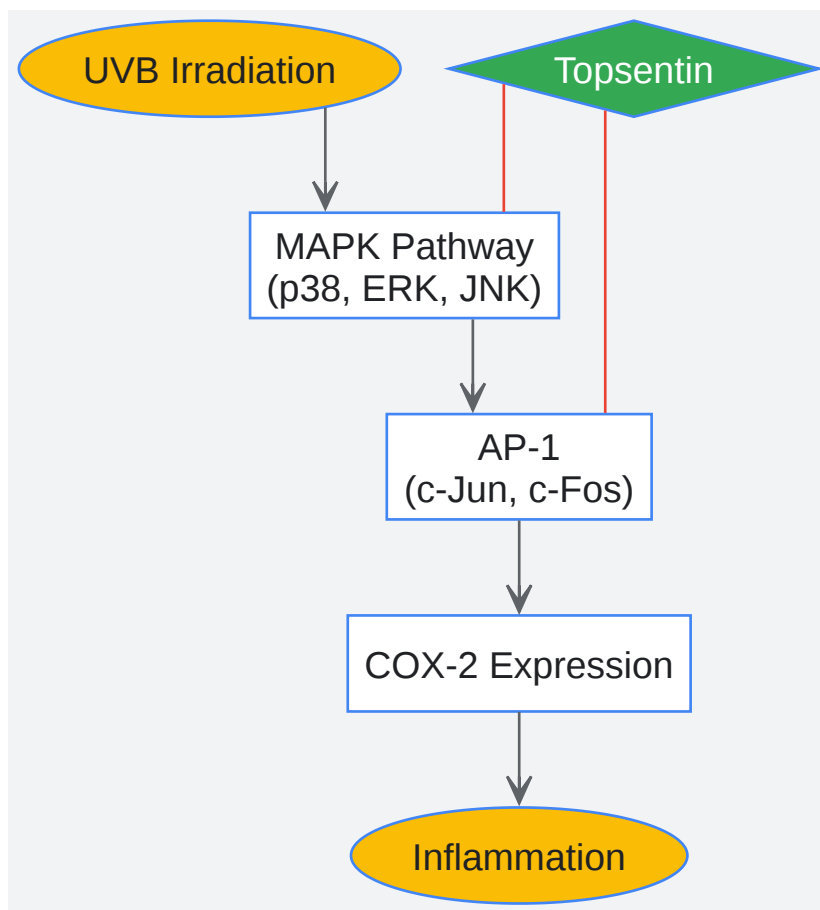 UVB Irradiation
Topsentin
MAPK Pathway
(p38, ERK, JNK)
AP-1
(c-Jun, c-Fos)
COX-2 Expression
Inflammation